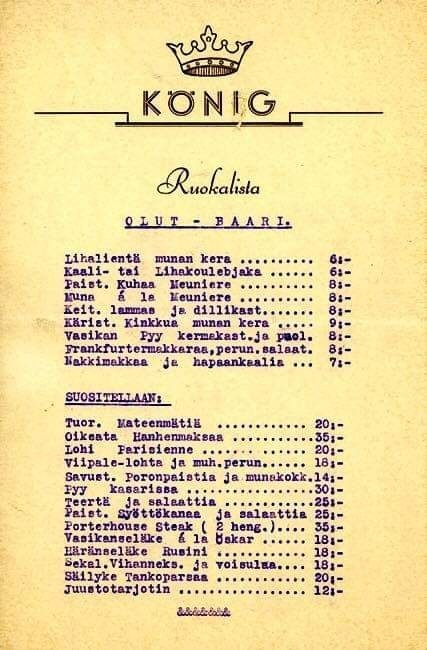 KÖNIG
Ruokalista
OLUT - BAARI.
Lihalientä munan kera .......... 6:-
Kaali- tai Lihakoulebjaka ...... 6:-
Paist. Kuhaa Meuniere .......... 8:-
Muna á la Meuniere ............. 8:-
Keit. lammas ja dillikast....... 8:-
Kärist. Kinkkua munan kera ..... 9:-
Vasikan Pyy kermakast.ja puol. 8:-
Frankfurtermakkaraa,perun.salaat. 8:-
Nakkimakkaa ja hapaankaalia ... 7:-
SUOSITELLAAN:
Tuor. Mateenmätiä ............ 20:-
Oikeata Hanhenmaksaa ......... 35:-
Lohi Parisienne .............. 20:-
Viipale-lohta ja muh.perun.... 18:-
Savust. Poronpaistia ja munakokk.14:-
Pyy kasarissa ................ 30:-
Teertä ja salaattia .......... 25:-
Paist. Syöttökanaa ja salaattia 25:-
Porterhouse Steak ( 2 heng.).... 35:-
Vasikanseläke á la Oskar ...... 18:-
Häränseläke Rusini ........... 18:-
Sekal.Vihanneks. ja voisulaa... 18:-
Säilyke Tankoparsaa .......... 20:-
Juustotarjotin ............... 12:-
&&&&&&&